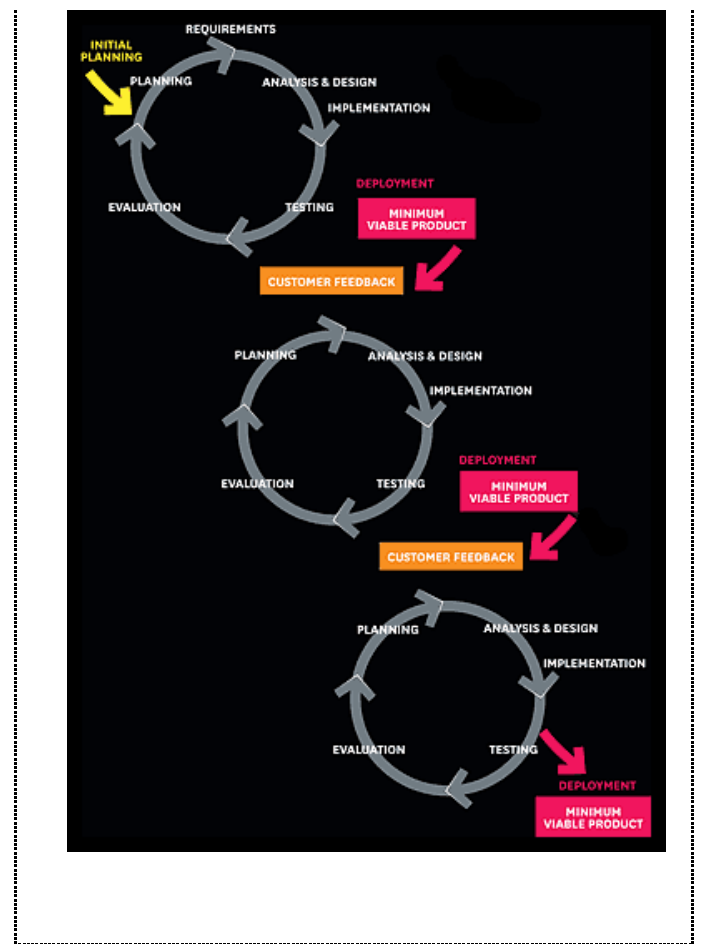 REQUIREMENTS
INITIAL
PLANNING
PLANNING
ANALYSIS & DESIGN
IMPLEMENTATION
EVALUATION
TESTING
DEPLOYMENT
MINIMUM
VIABLE PRODUCT
CUSTOMER FEEDBACK
PLANNING
ANALYSIS & DESIGN
IMPLEMENTATION
EVALUATION
TESTING
DEPLOYMENT
MINIMUM
VIABLE PRODUCT
CUSTOMER FEEDBACK
PLANNING
ANALYSIS & DESIGN
IMPLEMENTATION
EVALUATION
TESTING
DEPLOYMENT
MINIMUM
VIABLE PRODUCT